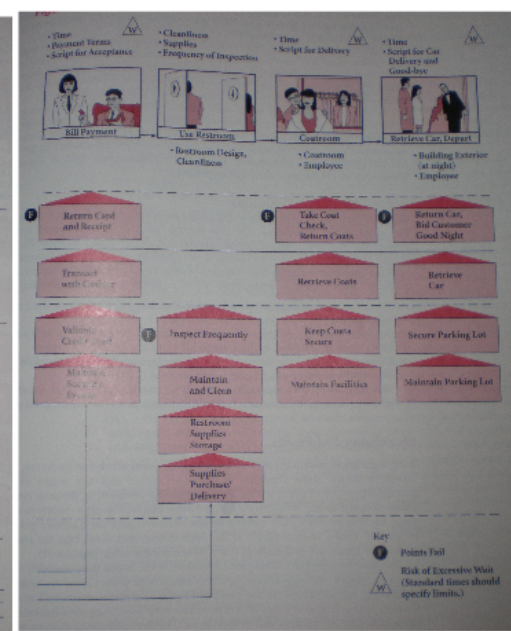 • Time
• Payment Terms
• Script for Acceptance
W
• Cleanliness
• Supplies
• Frequency of Inspection
• Time
• Script for Delivery
W
• Time
• Script for Car
Delivery and
Good-bye
W
Bill Payment
Use Restroom
Coatroom
Retrieve Car, Depart
• Restroom Design,
Cleanliness
• Coatroom
• Employee
• Building Exterior
(at night)
• Employee
F
Return Card
and Receipt
F
Take Coat
Check,
Return Coats
F
Return Car,
Bid Customer
Good Night
with
Retrieve Coats
Retrieve
Car
F
Inspect Frequently
Keep Coats
Secure
Secure Parking Lot
Maintain
and Clean
Maintain Facilities
Maintain Parking Lot
Restroom
Supplies
Storage
Supplies
Purchase/
Delivery
Key
F
Points Fail
W
Risk of Excessive Wait
(Standard times should
specify limits.)